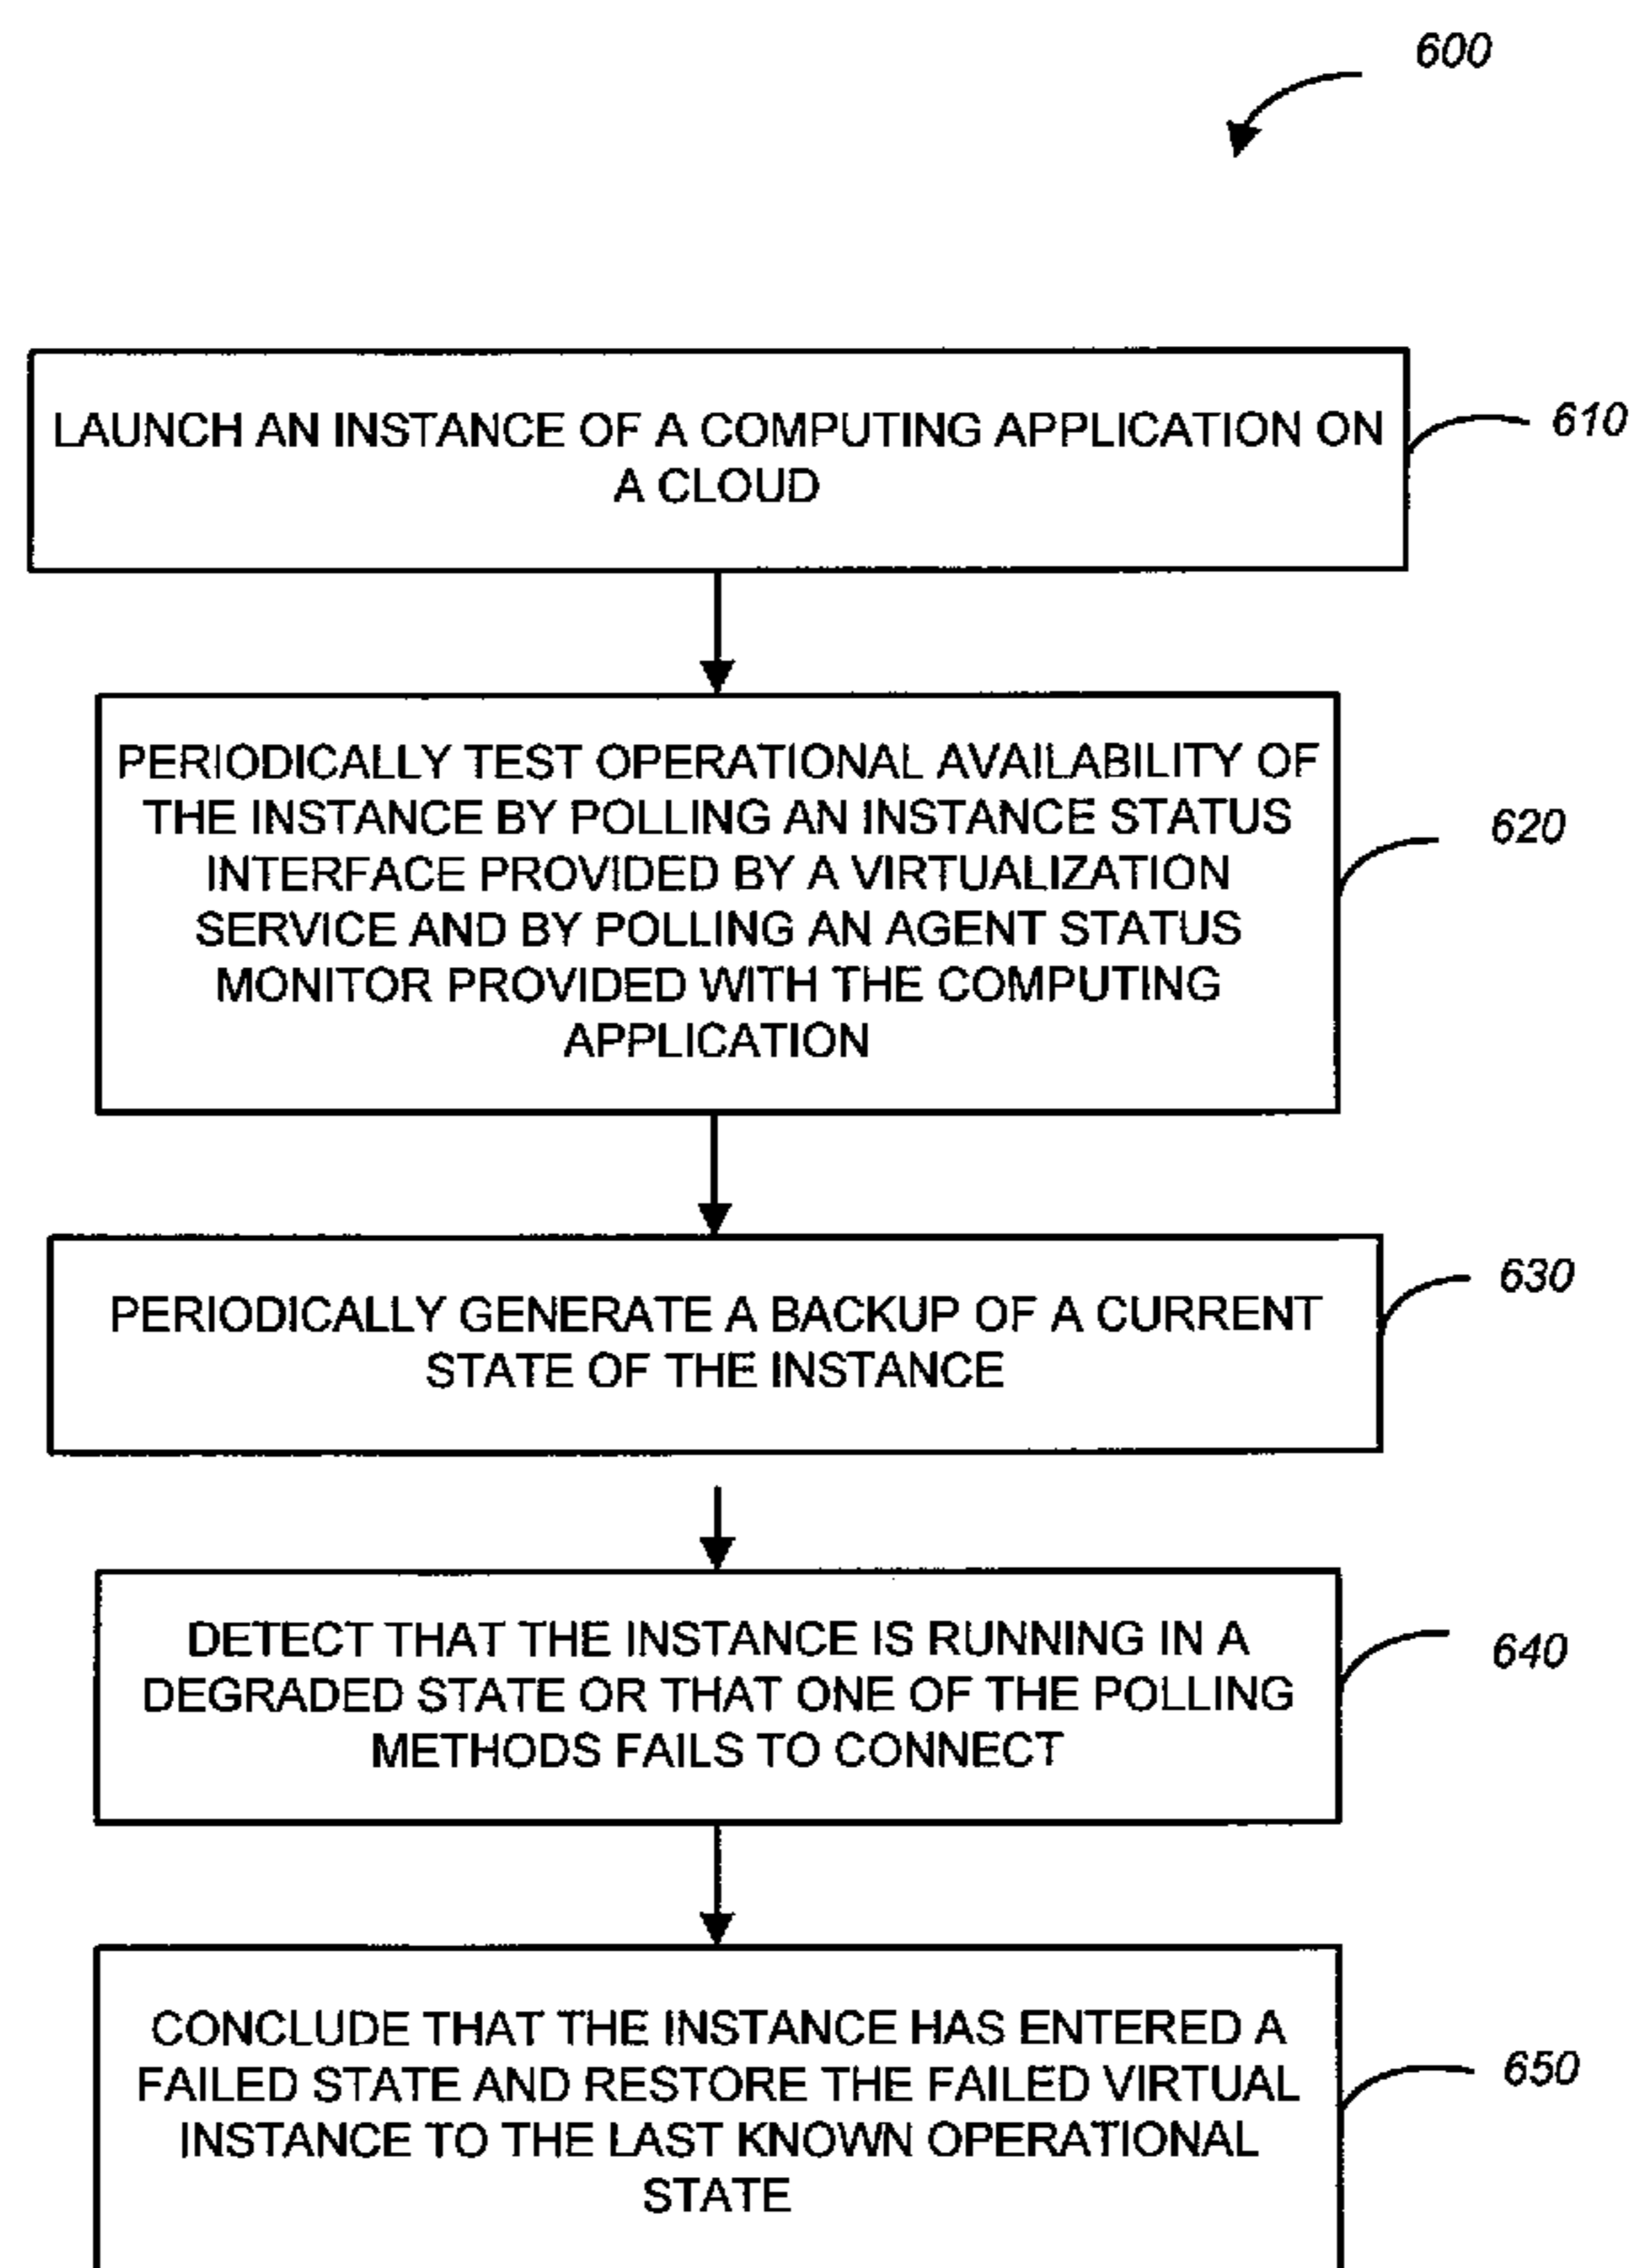 600
LAUNCH AN INSTANCE OF A COMPUTING APPLICATION ON
A CLOUD
610
PERIODICALLY TEST OPERATIONAL AVAILABILITY OF
THE INSTANCE BY POLLING AN INSTANCE STATUS
INTERFACE PROVIDED BY A VIRTUALIZATION
SERVICE AND BY POLLING AN AGENT STATUS
MONITOR PROVIDED WITH THE COMPUTING
APPLICATION
620
PERIODICALLY GENERATE A BACKUP OF A CURRENT
STATE OF THE INSTANCE
630
DETECT THAT THE INSTANCE IS RUNNING IN A
DEGRADED STATE OR THAT ONE OF THE POLLING
METHODS FAILS TO CONNECT
640
CONCLUDE THAT THE INSTANCE HAS ENTERED A
FAILED STATE AND RESTORE THE FAILED VIRTUAL
INSTANCE TO THE LAST KNOWN OPERATIONAL
STATE
650